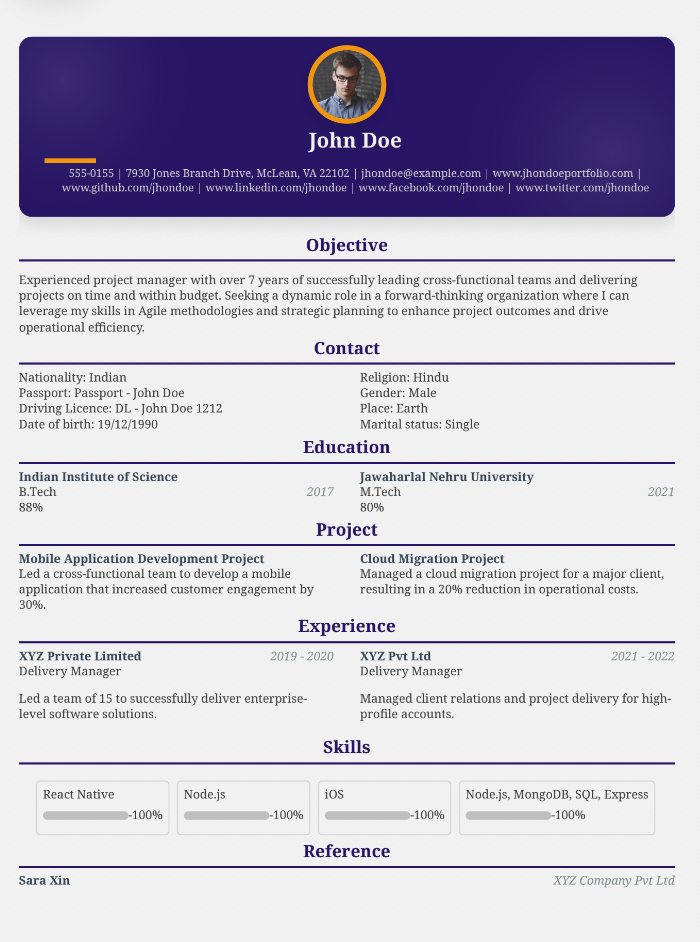 John Doe
555-0155 | 7930 Jones Branch Drive, McLean, VA 22102 | jhondoe@example.com | www.jhondoeportfolio.com |
www.github.com/jhondoe | www.linkedin.com/jhondoe | www.facebook.com/jhondoe | www.twitter.com/jhondoe
Objective
Experienced project manager with over 7 years of successfully leading cross-functional teams and delivering
projects on time and within budget. Seeking a dynamic role in a forward-thinking organization where I can
leverage my skills in Agile methodologies and strategic planning to enhance project outcomes and drive
operational efficiency.
Contact
Nationality: Indian
Passport: Passport - John Doe
Driving Licence: DL - John Doe 1212
Date of birth: 19/12/1990
Religion: Hindu
Gender: Male
Place: Earth
Marital status: Single
Education
Indian Institute of Science
B.Tech 2017
88%
Jawaharlal Nehru University
M.Tech 2021
80%
Project
Mobile Application Development Project
Led a cross-functional team to develop a mobile
application that increased customer engagement by
30%.
Cloud Migration Project
Managed a cloud migration project for a major client,
resulting in a 20% reduction in operational costs.
Experience
XYZ Private Limited 2019 - 2020
Delivery Manager
Led a team of 15 to successfully deliver enterprise-
level software solutions.
XYZ Pvt Ltd 2021 - 2022
Delivery Manager
Managed client relations and project delivery for high-
profile accounts.
Skills
React Native
-100%
Node.js
-100%
iOS
-100%
Node.js, MongoDB, SQL, Express
-100%
Reference
Sara Xin XYZ Company Pvt Ltd